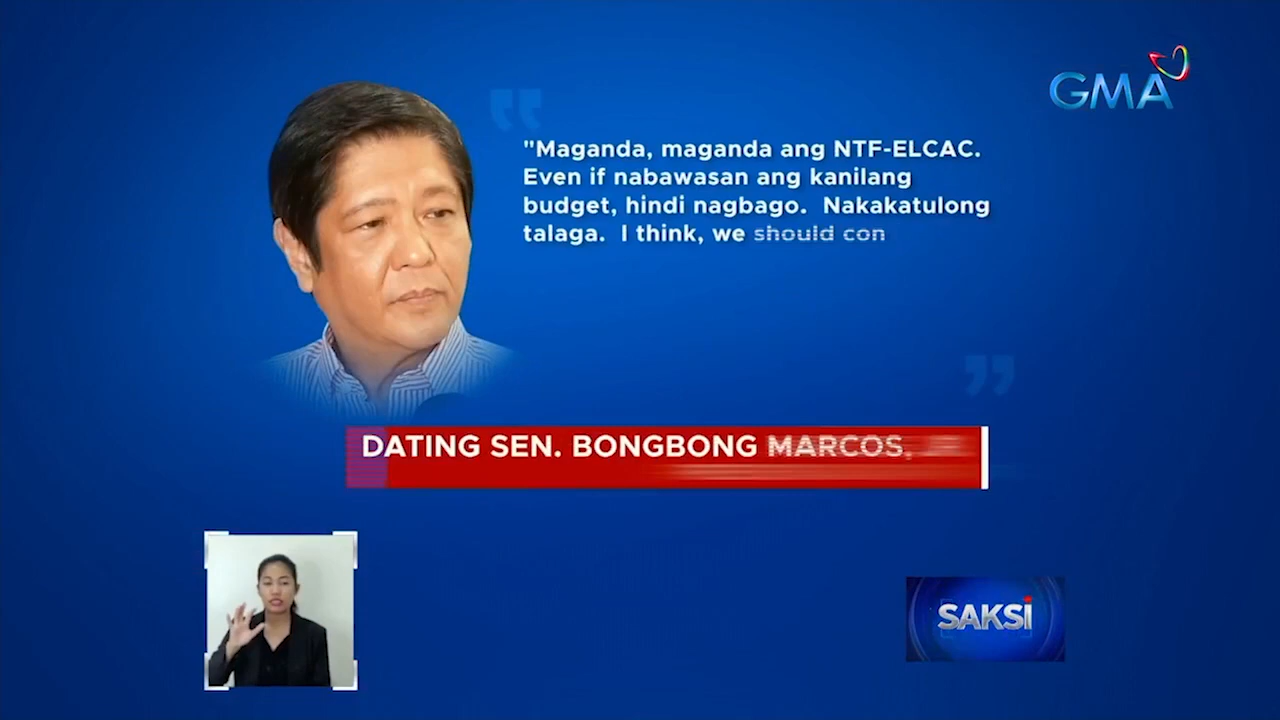 GMA
"Maganda, maganda ang NTF-ELCAC.
Even if nabawasan ang kanilang
budget, hindi nagbago.  Nakakatulong
talaga.  I think, we should con
DATING SEN. BONGBONG MARCOS,
SAKSI